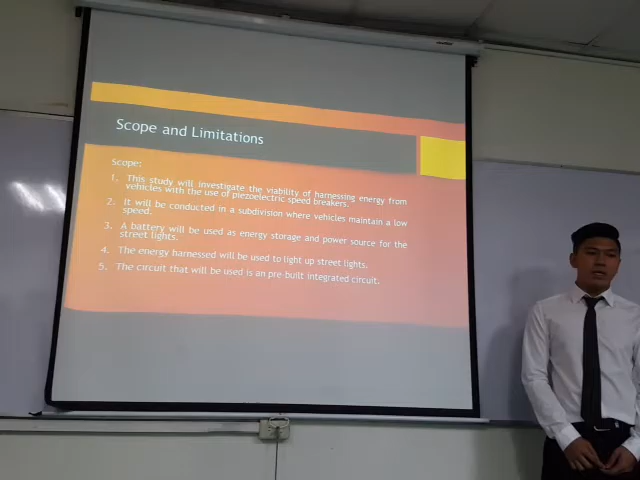 Scope and Limitations
Scope:
1. This study will investigate the viability of harnessing energy from
vehicles with the use of piezoelectric speed breakers.
2. It will be conducted in a subdivision where vehicles maintain a low
speed.
3. A battery will be used as energy storage and power source for the
street lights.
4. The energy harnessed will be used to light up street lights.
5. The circuit that will be used is an pre-built integrated circuit.